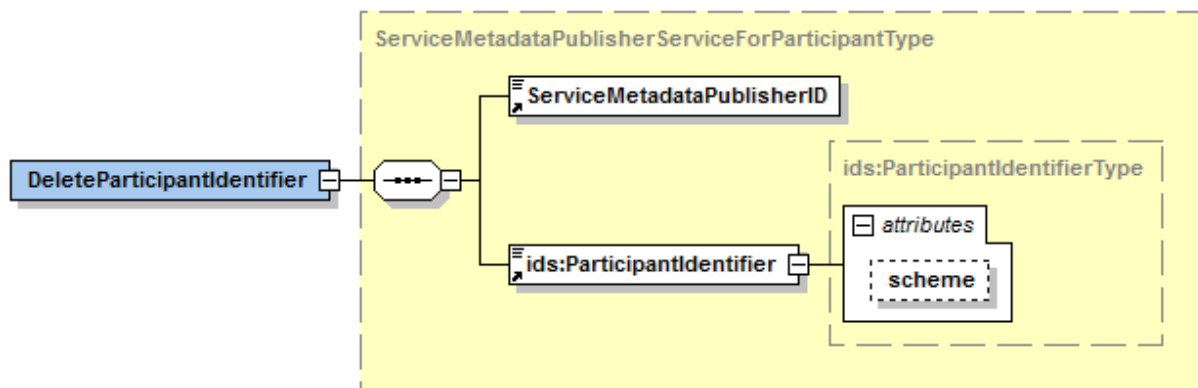 ServiceMetadataPublisherServiceForParticipantType
ServiceMetadataPublisherID
DeleteParticipantIdentifier
ids:ParticipantIdentifierType
attributes
ids:ParticipantIdentifier
scheme